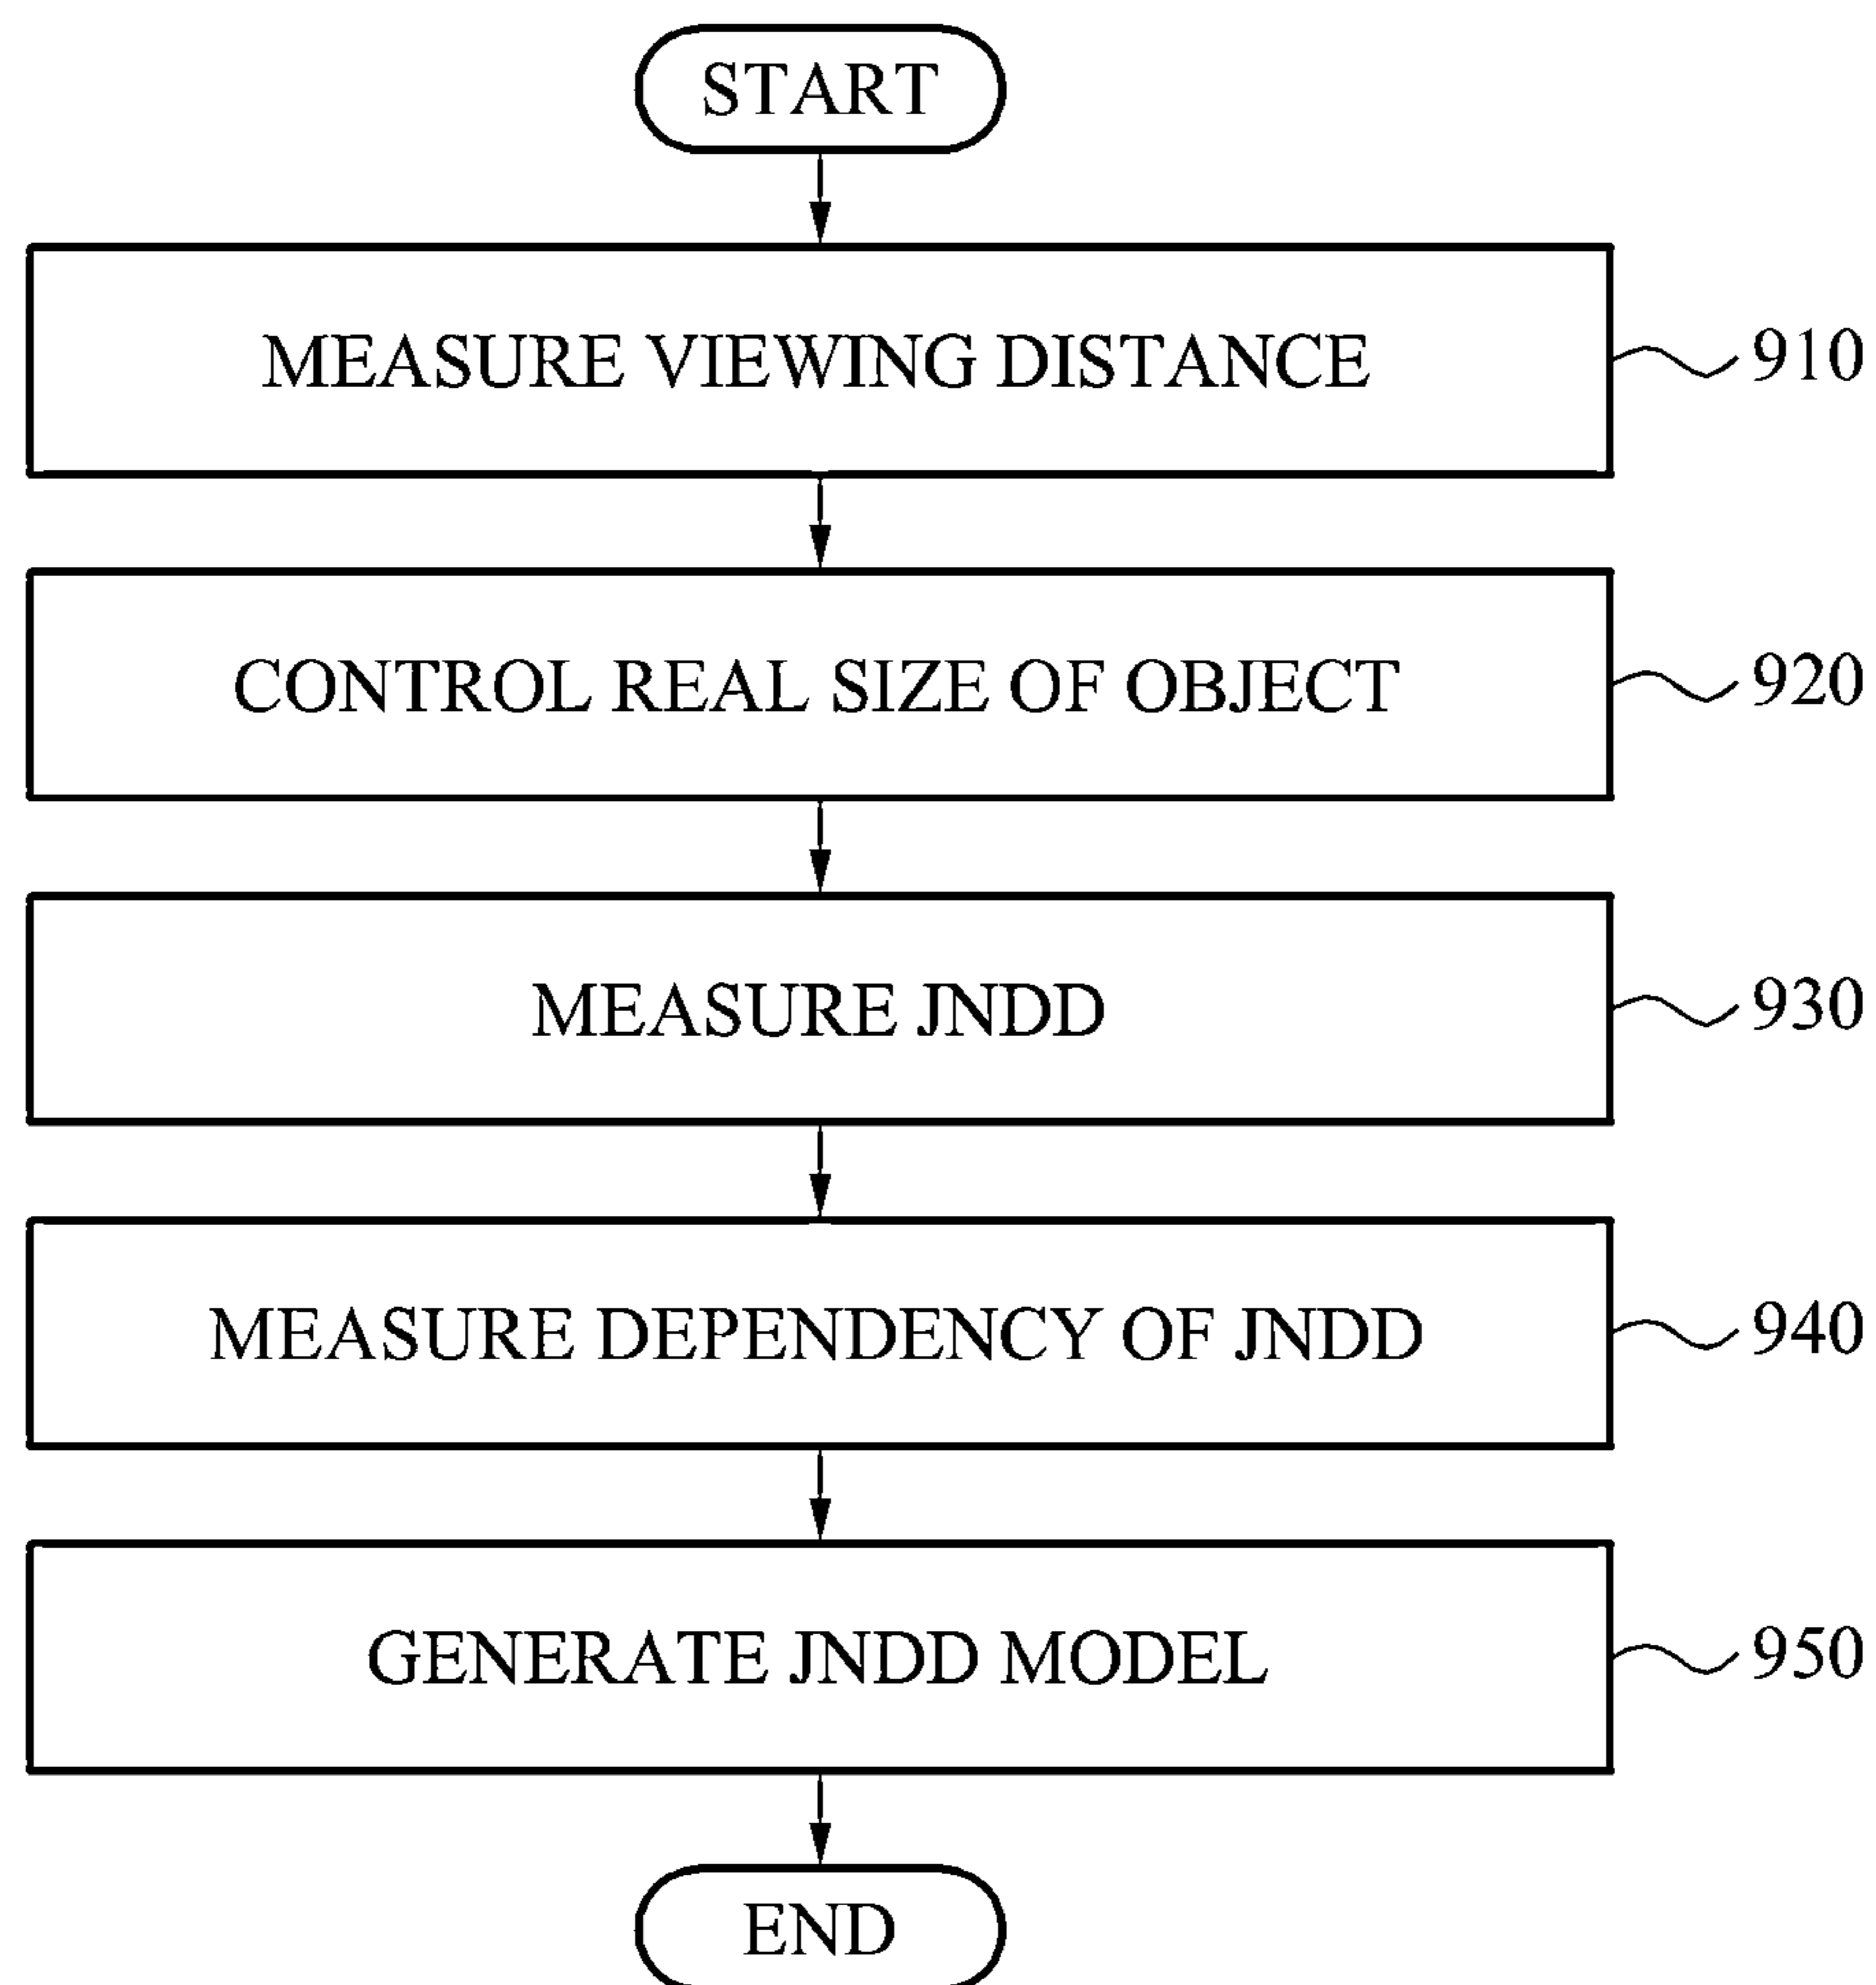 START
MEASURE VIEWING DISTANCE
910
CONTROL REAL SIZE OF OBJECT
920
MEASURE JNDD
930
MEASURE DEPENDENCY OF JNDD
940
GENERATE JNDD MODEL
950
END